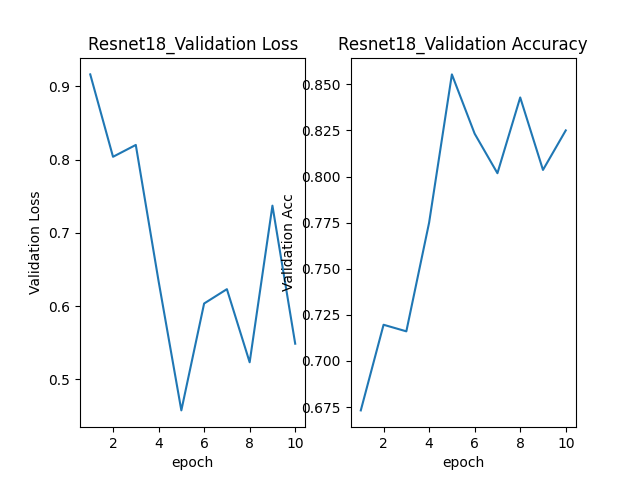 Resnet18_Validation Loss
Validation Loss
0.9
0.8
0.7
0.6
0.5
2 4 6 8 10
epoch
Resnet18_Validation Accuracy
Validation Acc
0.850
0.825
0.800
0.775
0.750
0.725
0.700
0.675
2 4 6 8 10
epoch